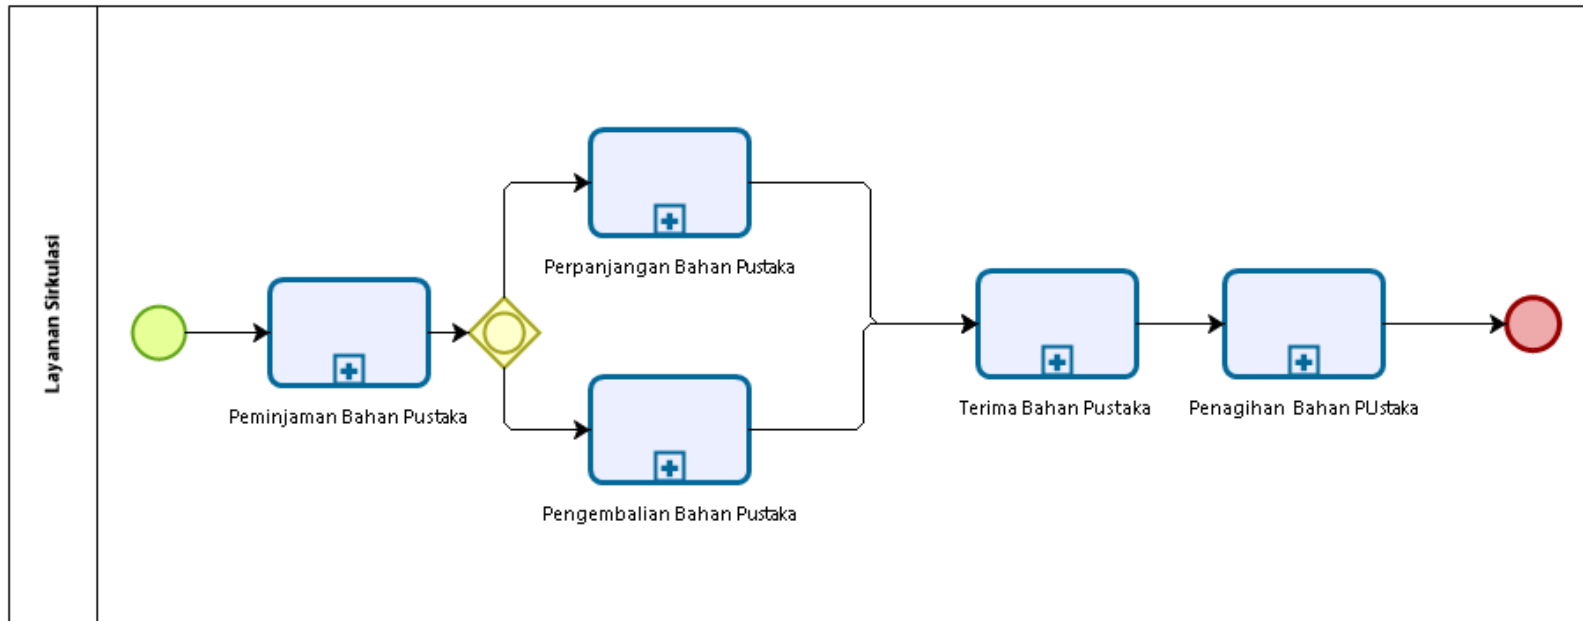 Layanan Sirkulasi
Peminjaman Bahan Pustaka
Perpanjangan Bahan Pustaka
Pengembalian Bahan Pustaka
Terima Bahan Pustaka
Penagihan Bahan PUstaka